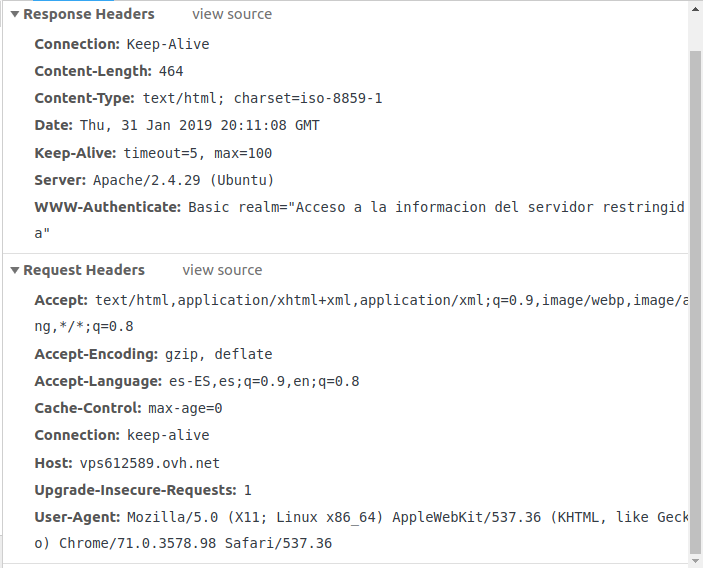 Response Headers view source
Connection: Keep-Alive
Content-Length: 464
Content-Type: text/html; charset=iso-8859-1
Date: Thu, 31 Jan 2019 20:11:08 GMT
Keep-Alive: timeout=5, max=100
Server: Apache/2.4.29 (Ubuntu)
WWW-Authenticate: Basic realm="Acceso a la informacion del servidor restringid
a"
Request Headers view source
Accept: text/html,application/xhtml+xml,application/xml;q=0.9,image/webp,image/a
ng,*/*;q=0.8
Accept-Encoding: gzip, deflate
Accept-Language: es-ES,es;q=0.9,en;q=0.8
Cache-Control: max-age=0
Connection: keep-alive
Host: vps612589.ovh.net
Upgrade-Insecure-Requests: 1
User-Agent: Mozilla/5.0 (X11; Linux x86_64) AppleWebKit/537.36 (KHTML, like Geck
o) Chrome/71.0.3578.98 Safari/537.36